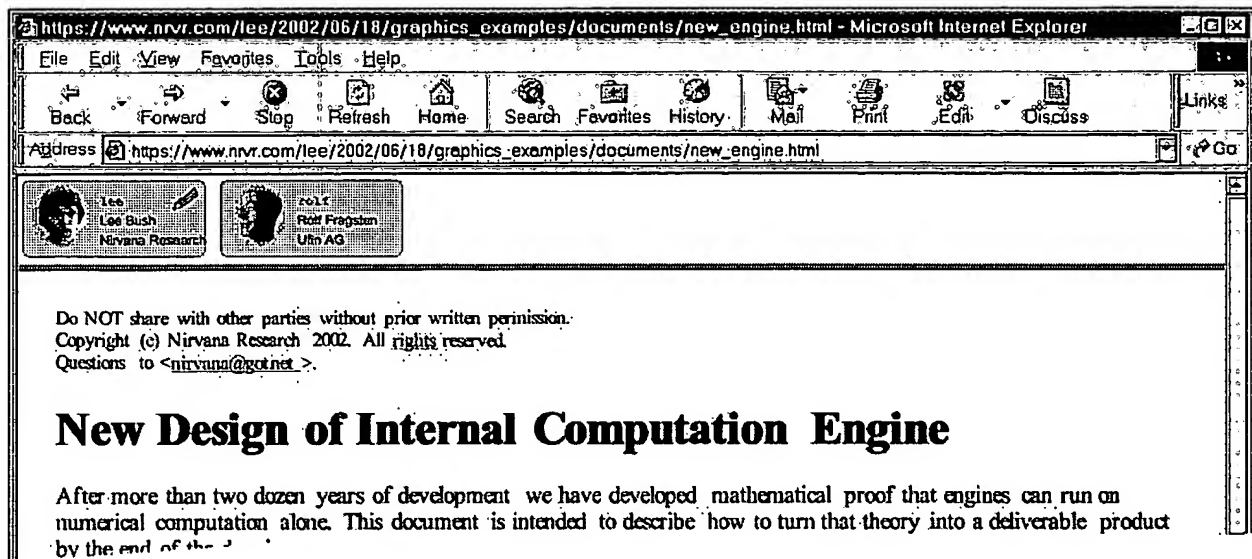 https://www.nrvr.com/lee/2002/06/18/graphics_examples/documents/new_engine.html - Microsoft Internet Explorer
File Edit View Favorites Tools Help
Back Forward Stop Refresh Home Search Favorites History Mail Print Edit Discuss Links »
Address https://www.nrvr.com/lee/2002/06/18/graphics_examples/documents/new_engine.html Go
lee
Lee Bush
Nirvana Research
Rolf Fragsten
Ufin AG
Do NOT share with other parties without prior written permission.
Copyright (c) Nirvana Research 2002. All rights reserved.
Questions to <nirvana@got.net >.
New Design of Internal Computation Engine
After more than two dozen years of development we have developed mathematical proof that engines can run on
numerical computation alone. This document is intended to describe how to turn that theory into a deliverable product
by the end of the